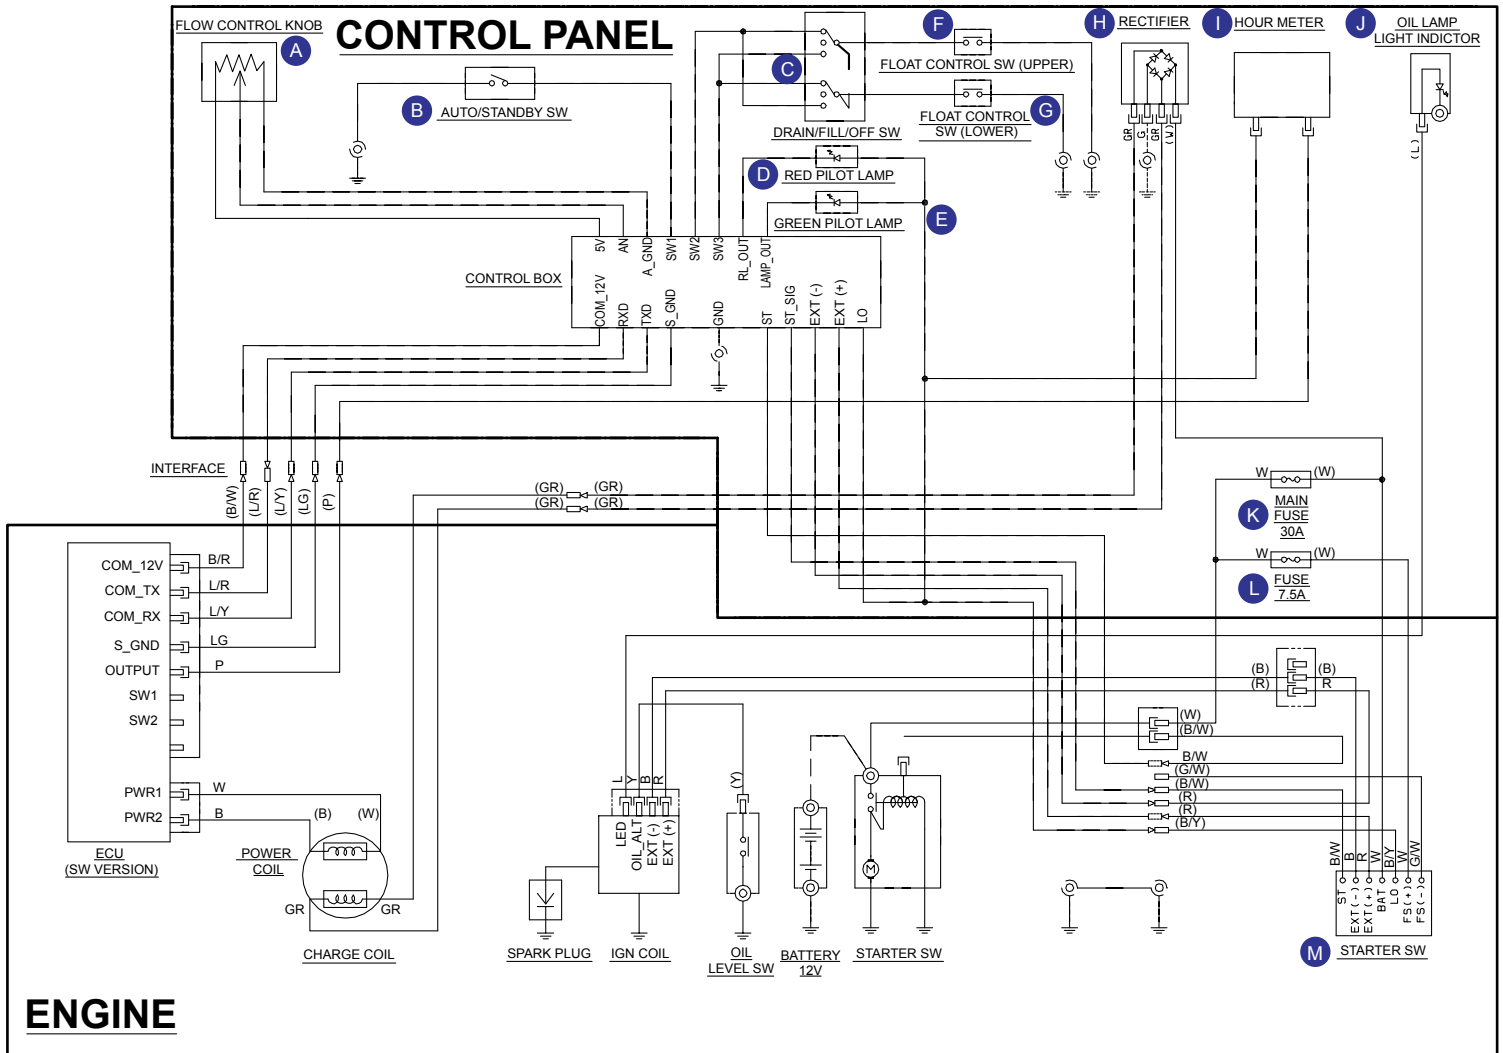 FLOW CONTROL KNOB
A
CONTROL PANEL
B
AUTO/STANDBY SW
C
DRAIN/FILL/OFF SW
F
FLOAT CONTROL SW (UPPER)
G
FLOAT CONTROL
SW (LOWER)
H
RECTIFIER
GR
G
GR
(W)
I
HOUR METER
J
OIL LAMP
LIGHT INDICTOR
(L)
D
RED PILOT LAMP
E
GREEN PILOT LAMP
CONTROL BOX
5V
AN
A_GND
SW1
SW2
SW3
RL_OUT
LAMP_OUT
COM_12V
RXD
TXD
S_GND
GND
ST
ST_SIG
EXT (-)
EXT (+)
LO
INTERFACE
(B/W)
(L/R)
(L/Y)
(LG)
(P)
(GR)
(GR)
(GR)
(GR)
W
(W)
K
MAIN
FUSE
30A
W
(W)
L
FUSE
7.5A
COM_12V
COM_TX
COM_RX
S_GND
OUTPUT
SW1
SW2
PWR1
PWR2
B/R
L/R
L/Y
LG
P
W
B
ECU
(SW VERSION)
(B)
(W)
POWER
COIL
GR
GR
CHARGE COIL
L
Y
B
R
LED
OIL_ALT
EXT (-)
EXT (+)
(Y)
SPARK PLUG
IGN COIL
OIL
LEVEL SW
BATTERY
12V
M
STARTER SW
(B)
(R)
(B)
R
(W)
(B/W)
B/W
(G/W)
(B/W)
(R)
(R)
(B/Y)
B/W
B
R
W
B/Y
W
G/W
ST
EXT(-)
EXT(+)
BAT
LO
FS(+)
FS(-)
M
STARTER SW
ENGINE